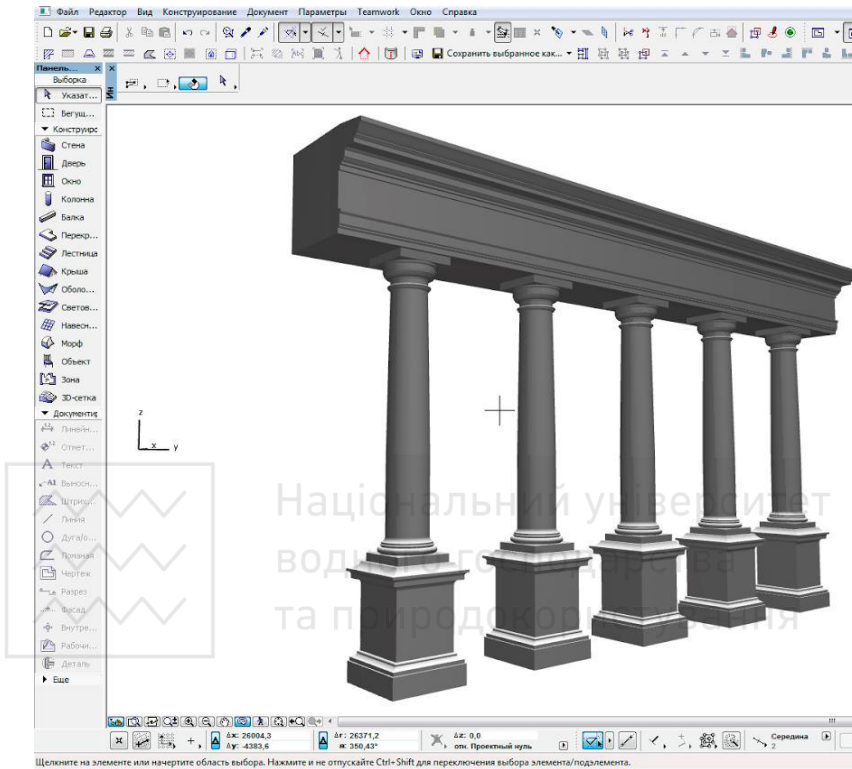 Файл Редактор Вид Конструирование Документ Параметры Teamwork Окно Справка
Сохранить выбранное как...
Панель...
Выборка
Указат...
Бегущ...
Конструирс
Стена
Дверь
Окно
Колонна
Балка
Перекр...
Лестница
Крыша
Оболо...
Светов...
Навесн...
Морф
Объект
Зона
3D-сетка
Документир
Линейн...
Отмет...
Текст
Выносн...
Штрих...
Линия
Дуга/о...
Ломаная
Чертеж
Разрез
Фасад
Внутре...
Рабочи...
Деталь
Еще
z
x y
Національний університет
водного господарства
та природокористування
Δx: 26004,3 Δr: 26371,2 Δz: 0,0 Середина
Δy: -4383,6 α: 350,43° отн. Проектный нуль 2
Щелкните на элементе или начертите область выбора. Нажмите и не отпускайте Ctrl+Shift для переключения выбора элемента/подэлемента.